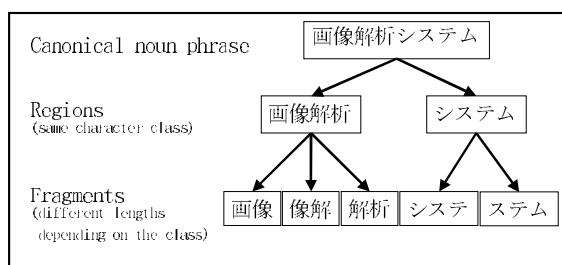 Canonical noun phrase 画像解析システム
Regions 画像解析 システム
(same character class)
Fragments 画像 像解 解析 システ ステム
(different lengths
depending on the class)